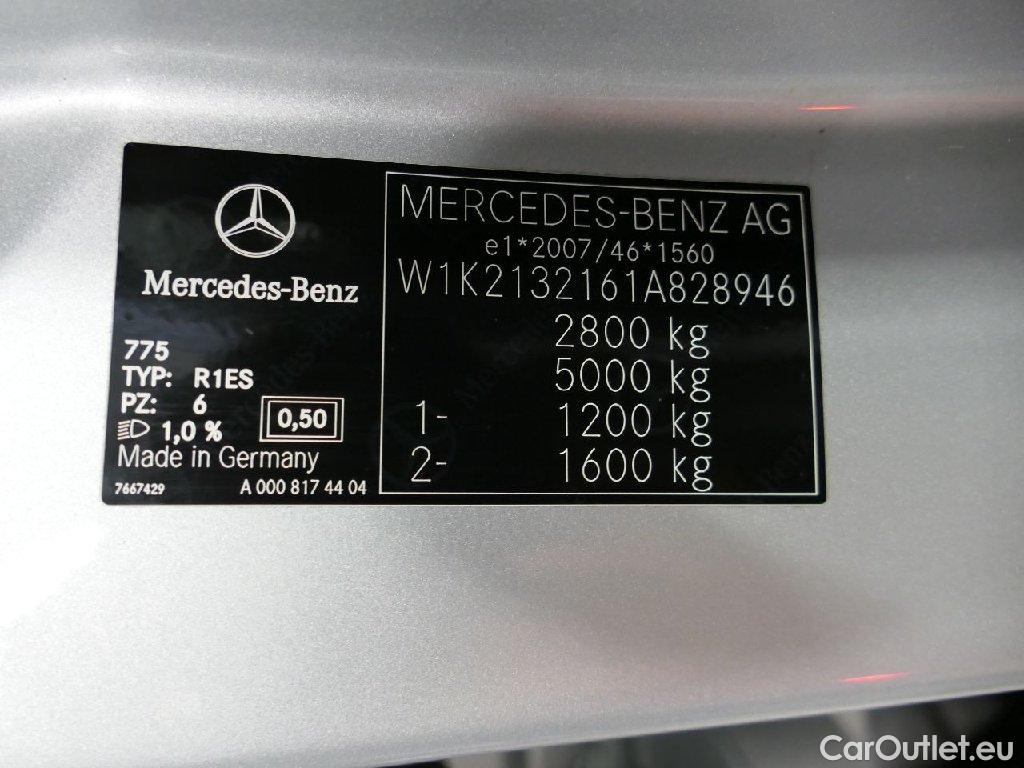 Mercedes-Benz
775
TYP: R1ES
PZ: 6
1,0 %
0,50
Made in Germany
7667429 A 000 817 44 04
MERCEDES-BENZ AG
e1*2007/46*1560
W1K2132161A828946
2800 kg
5000 kg
1- 1200 kg
2- 1600 kg
CarOutlet.eu